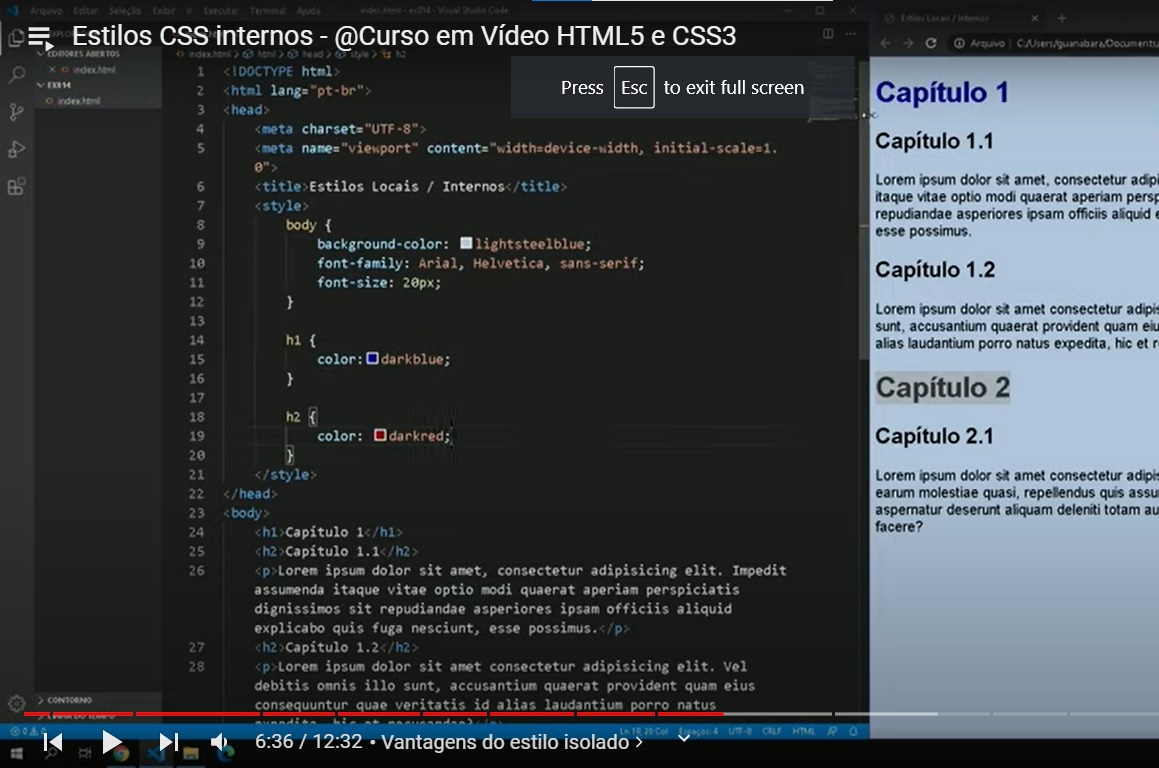 Arquivo Editar Seleção Exibir Ir Executar Terminal Ajuda index.html - ex014 - Visual Studio Code
Estilos Locais / Internos
Estilos CSS internos - @Curso em Vídeo HTML5 e CSS3
Arquivo C:/Users/guanabara/Documents/
EDITORES ABERTOS
index.html
EX014
index.html
index.html > html > head > style > h2
Press Esc to exit full screen
1 <!DOCTYPE html>
2 <html lang="pt-br">
3 <head>
4 <meta charset="UTF-8">
5 <meta name="viewport" content="width=device-width, initial-scale=1.
0">
6 <title>Estilos Locais / Internos</title>
7 <style>
8 body {
9 background-color: lightsteelblue;
10 font-family: Arial, Helvetica, sans-serif;
11 font-size: 20px;
12 }
13
14 h1 {
15 color: darkblue;
16 }
17
18 h2 {
19 color: darkred;
20 }
21 </style>
22 </head>
23 <body>
24 <h1>Capítulo 1</h1>
25 <h2>Capítulo 1.1</h2>
26 <p>Lorem ipsum dolor sit amet, consectetur adipisicing elit. Impedit
assumenda itaque vitae optio modi quaerat aperiam perspiciatis
dignissimos sit repudiandae asperiores ipsam officiis aliquid
explicabo quis fuga nesciunt, esse possimus.</p>
27 <h2>Capítulo 1.2</h2>
28 <p>Lorem ipsum dolor sit amet consectetur adipisicing elit. Vel
debitis omnis illo sunt, accusantium quaerat provident quam eius
consequuntur quae veritatis id alias laudantium porro natus
expedita, hic et recusandae?</p>
Capítulo 1
Capítulo 1.1
Lorem ipsum dolor sit amet, consectetur adipi
itaque vitae optio modi quaerat aperiam persp
repudiandae asperiores ipsam officiis aliquid e
esse possimus.
Capítulo 1.2
Lorem ipsum dolor sit amet consectetur adipis
sunt, accusantium quaerat provident quam eiu
alias laudantium porro natus expedita, hic et r
Capítulo 2
Capítulo 2.1
Lorem ipsum dolor sit amet consectetur adipis
earum molestiae quasi, repellendus quis assu
aspernatur deserunt aliquam deleniti totam au
facere?
CONTORNO
LINHA DO TEMPO
Ln 19, Col Espaços: 4 UTF-8 CRLF HTML
6:36 / 12:32 • Vantagens do estilo isolado >